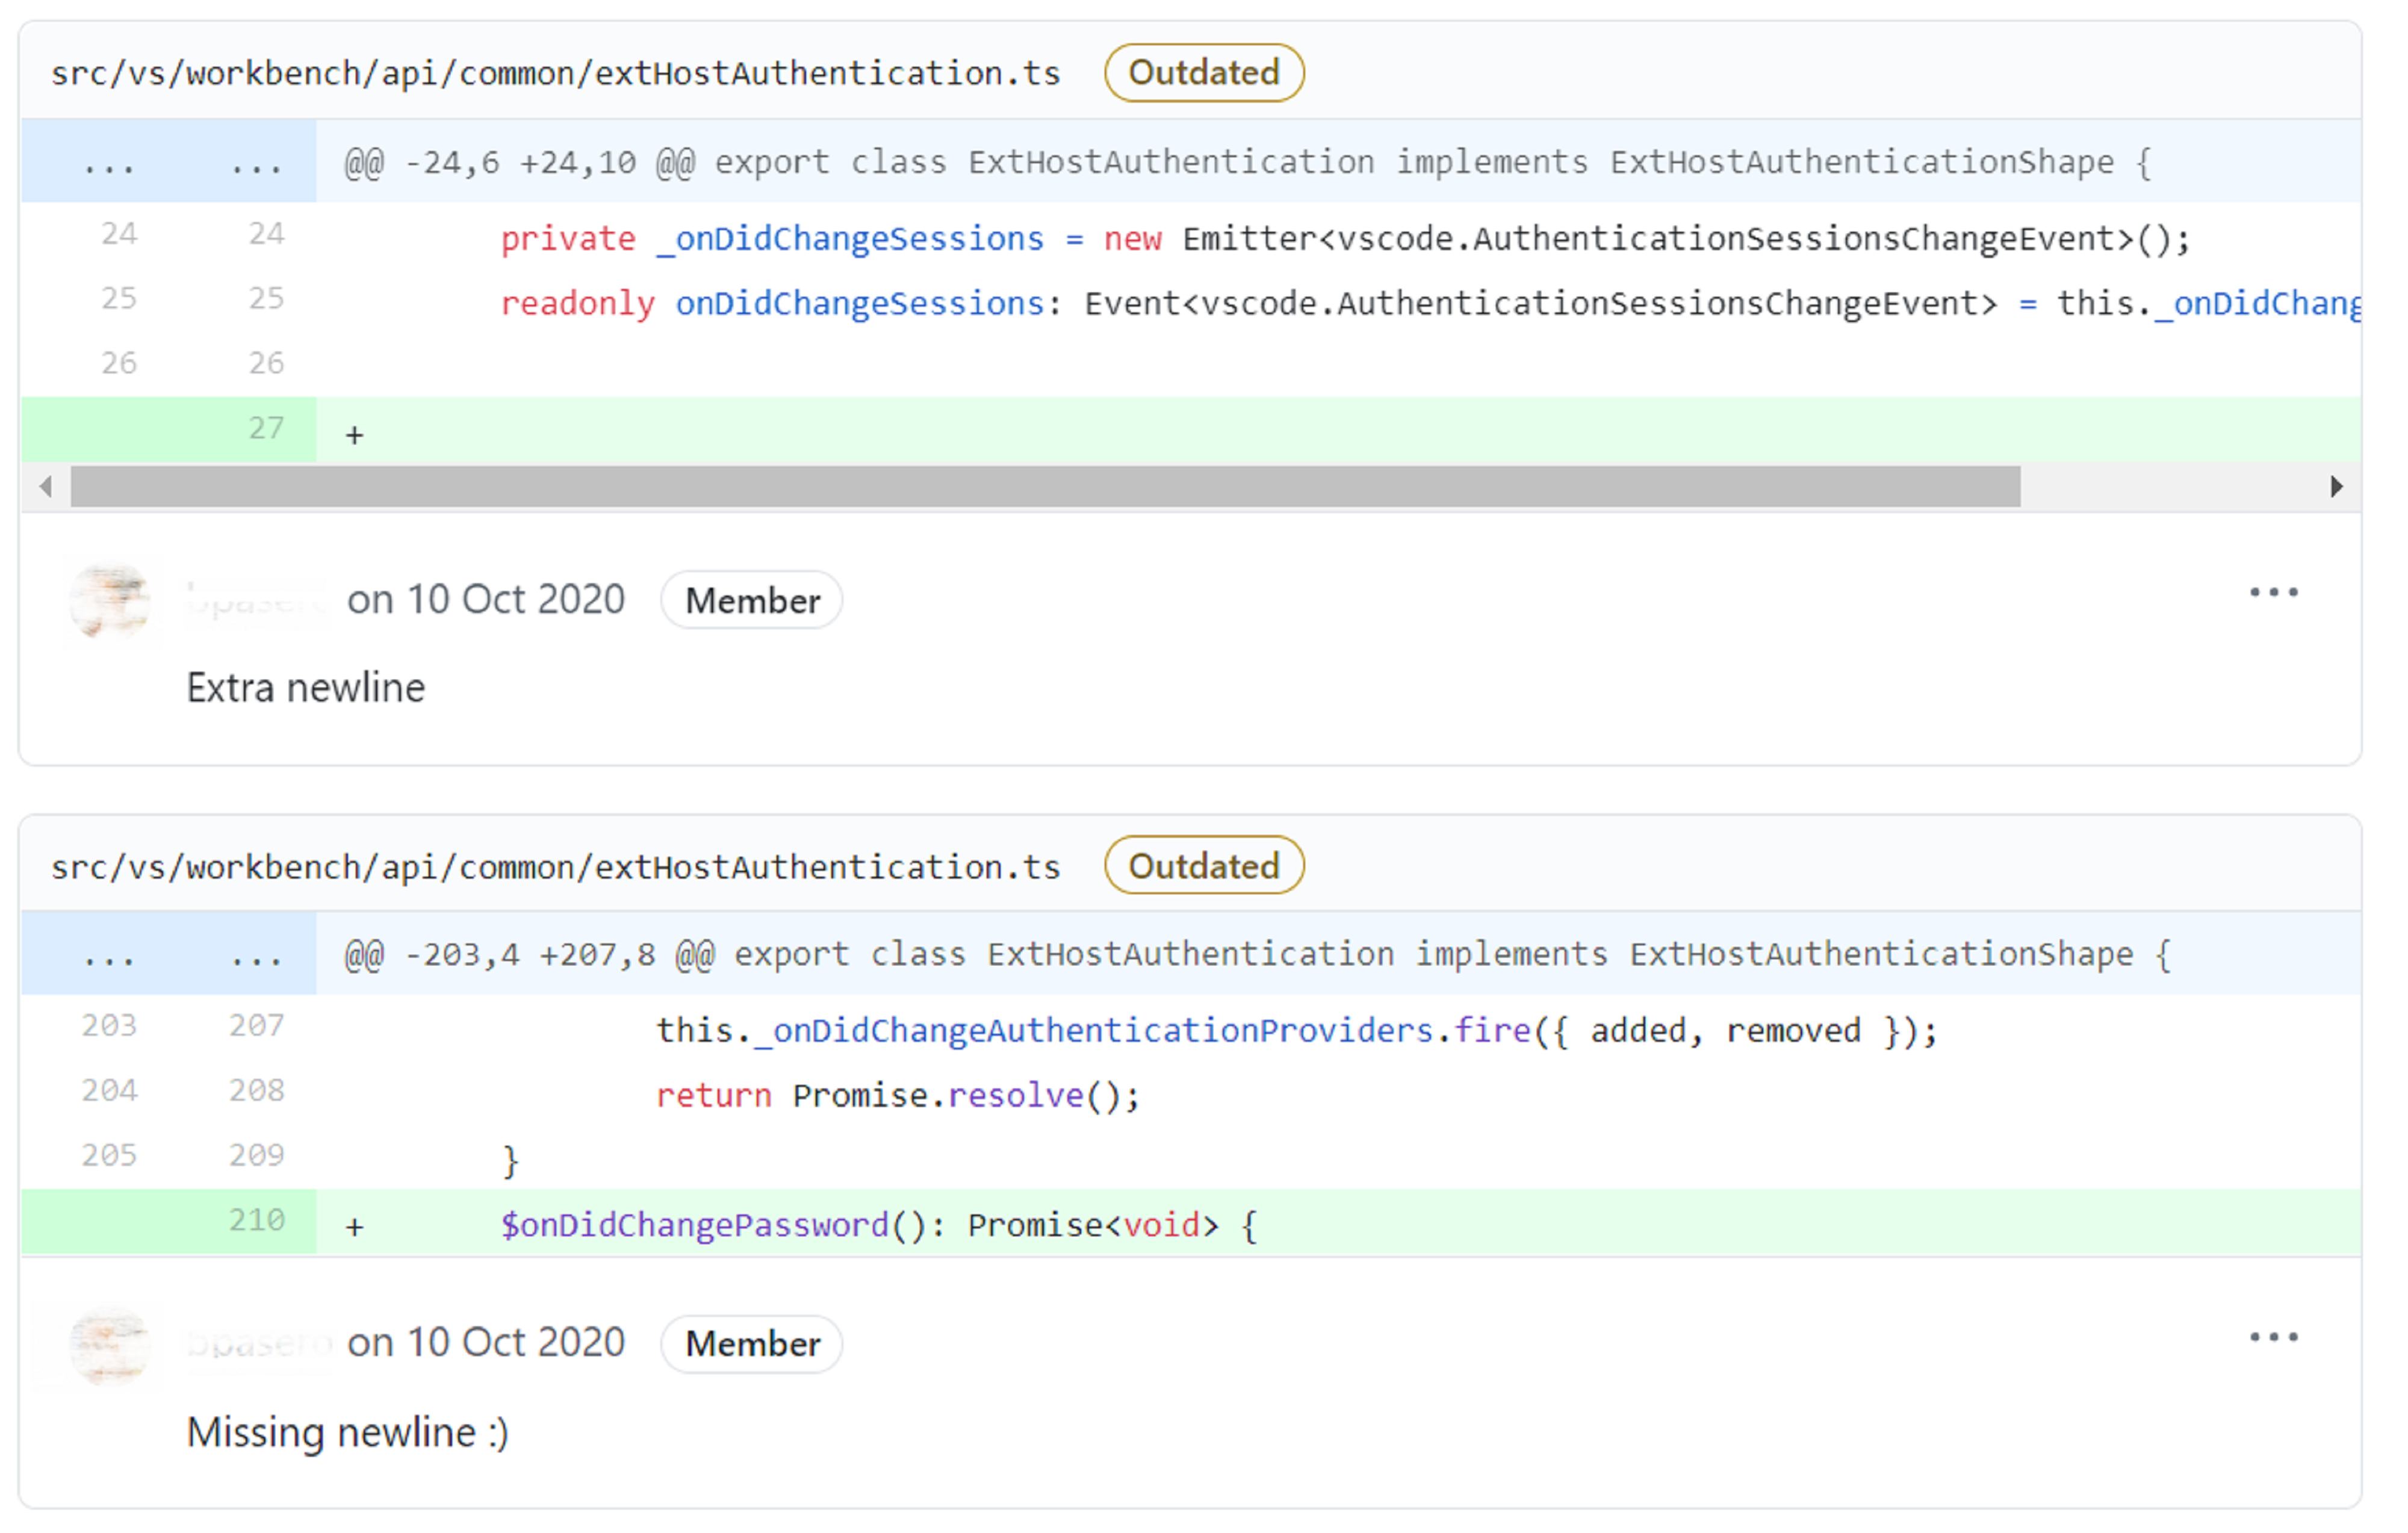 src/vs/workbench/api/common/extHostAuthentication.ts Outdated
... ... @@ -24,6 +24,10 @@ export class ExtHostAuthentication implements ExtHostAuthenticationShape {
24 24 private _onDidChangeSessions = new Emitter<vscode.AuthenticationSessionsChangeEvent>();
25 25 readonly onDidChangeSessions: Event<vscode.AuthenticationSessionsChangeEvent> = this._onDidChang
26 26
27 +
on 10 Oct 2020 Member ...
Extra newline
src/vs/workbench/api/common/extHostAuthentication.ts Outdated
... ... @@ -203,4 +207,8 @@ export class ExtHostAuthentication implements ExtHostAuthenticationShape {
203 207 this._onDidChangeAuthenticationProviders.fire({ added, removed });
204 208 return Promise.resolve();
205 209 }
210 + $onDidChangePassword(): Promise<void> {
on 10 Oct 2020 Member ...
Missing newline :)